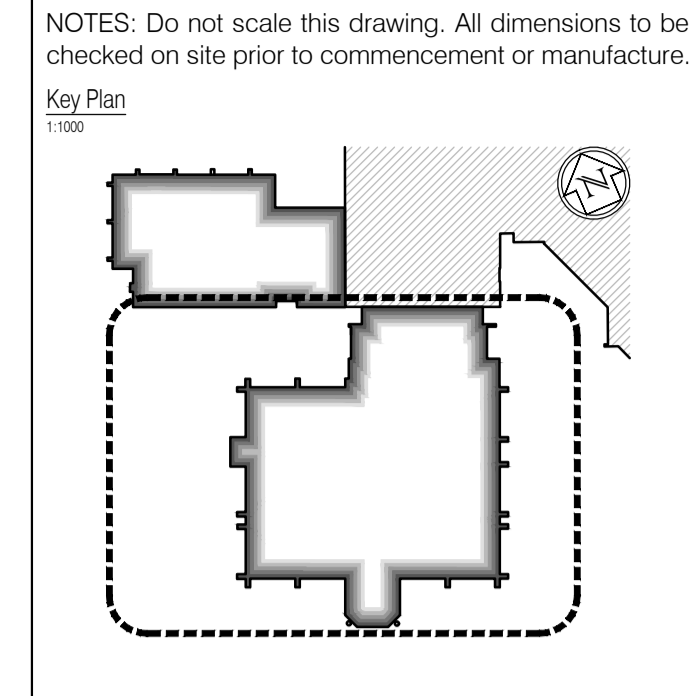 NOTES: Do not scale this drawing. All dimensions to be
checked on site prior to commencement or manufacture.
Key Plan
1:1000
N